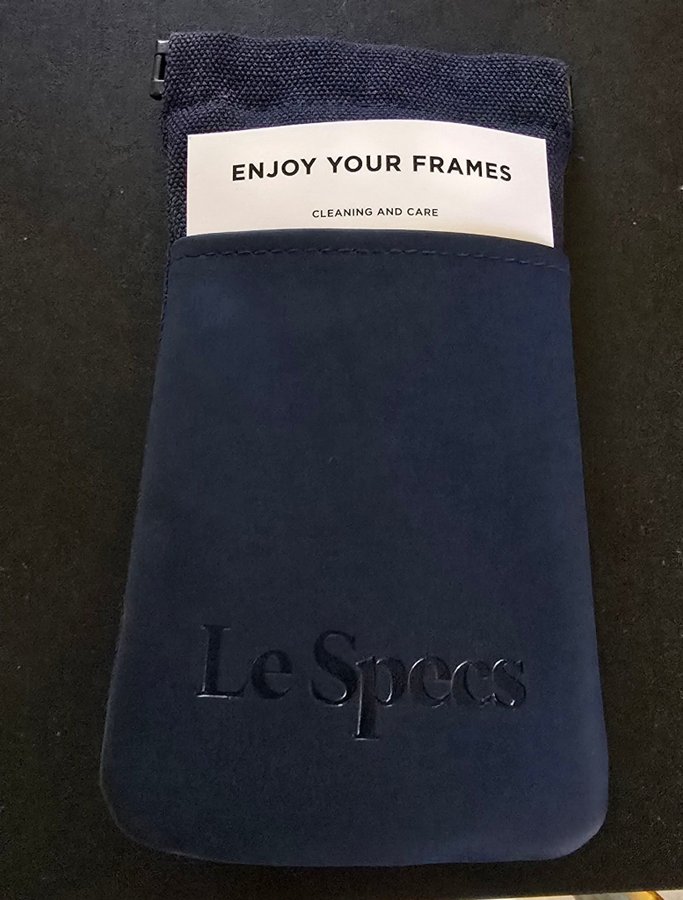 ENJOY YOUR FRAMES
CLEANING AND CARE
Le Specs